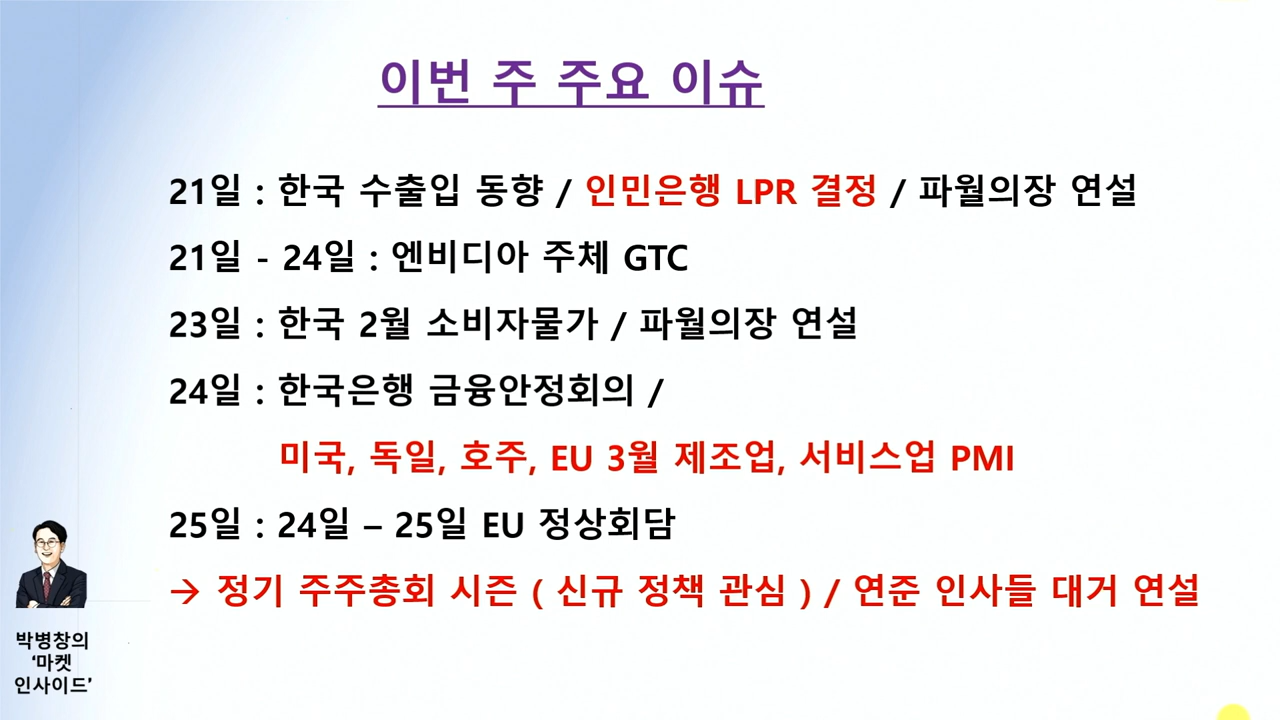 이번 주 주요 이슈
21일 : 한국 수출입 동향 / 인민은행 LPR 결정 / 파월의장 연설
21일 - 24일 : 엔비디아 주체 GTC
23일 : 한국 2월 소비자물가 / 파월의장 연설
24일 : 한국은행 금융안정회의 /
미국, 독일, 호주, EU 3월 제조업, 서비스업 PMI
25일 : 24일 – 25일 EU 정상회담
→ 정기 주주총회 시즌 ( 신규 정책 관심 ) / 연준 인사들 대거 연설
박병창의
‘마켓
인사이드’